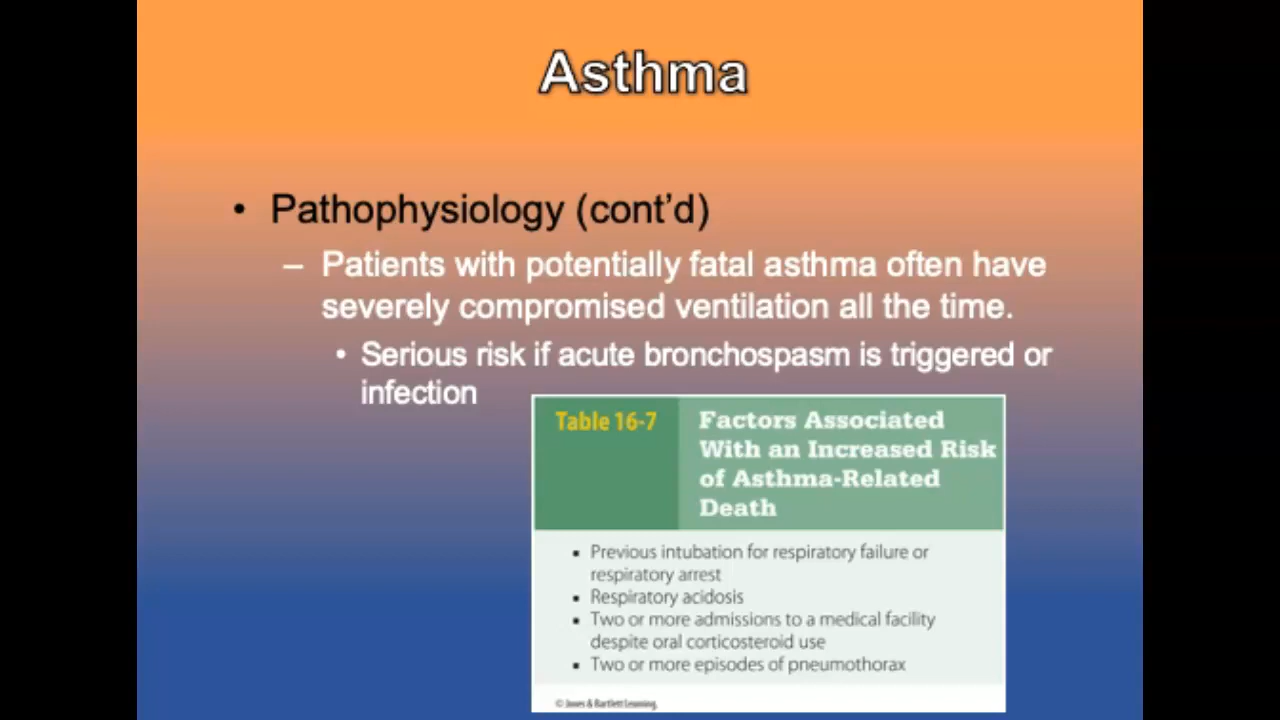 Asthma
• Pathophysiology (cont’d)
– Patients with potentially fatal asthma often have
severely compromised ventilation all the time.
• Serious risk if acute bronchospasm is triggered or
infection
Table 16-7
Factors Associated
With an Increased Risk
of Asthma-Related
Death
▪ Previous intubation for respiratory failure or
respiratory arrest
▪ Respiratory acidosis
▪ Two or more admissions to a medical facility
despite oral corticosteroid use
▪ Two or more episodes of pneumothorax
© Jones & Bartlett Learning.